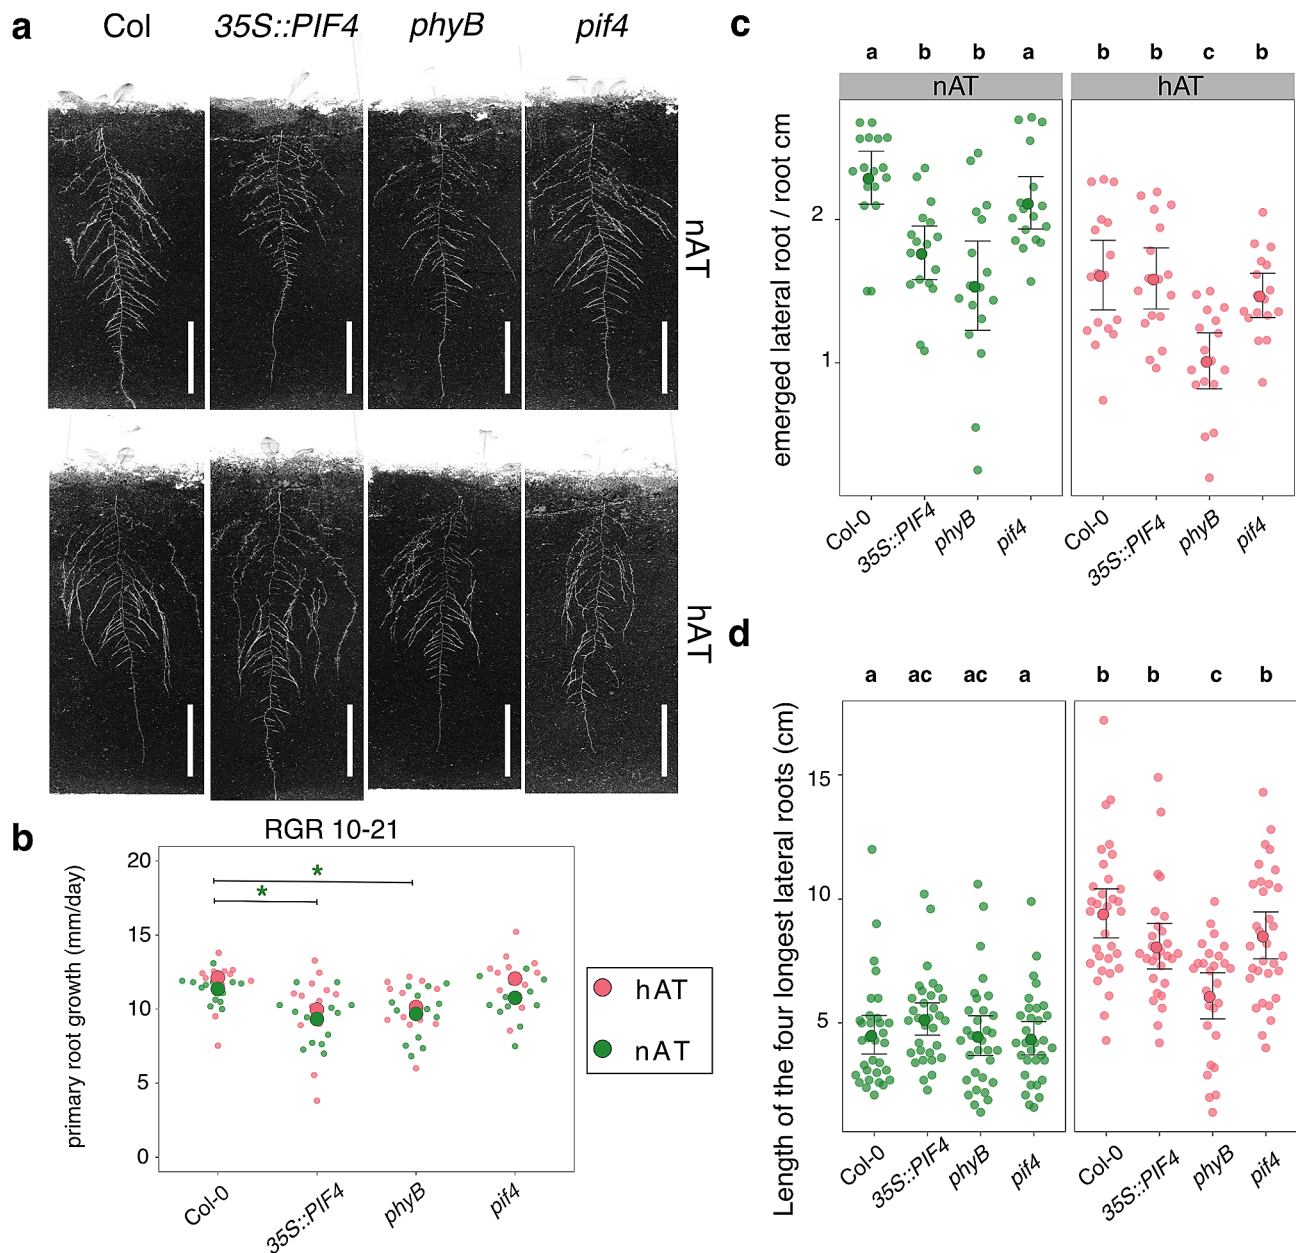 a
Col 35S::PIF4 phyB pif4
nAT
hAT
b
RGR 10-21
primary root growth (mm/day)
20
15
10
5
0
* *
Col-0 35S::PIF4 phyB pif4
hAT
nAT
c
a b b a b b c b
nAT hAT
emerged lateral root / root cm
2
1
Col-0 35S::PIF4 phyB pif4 Col-0 35S::PIF4 phyB pif4
d
a ac ac a b b c b
Length of the four longest lateral roots (cm)
15
10
5
Col-0 35S::PIF4 phyB pif4 Col-0 35S::PIF4 phyB pif4